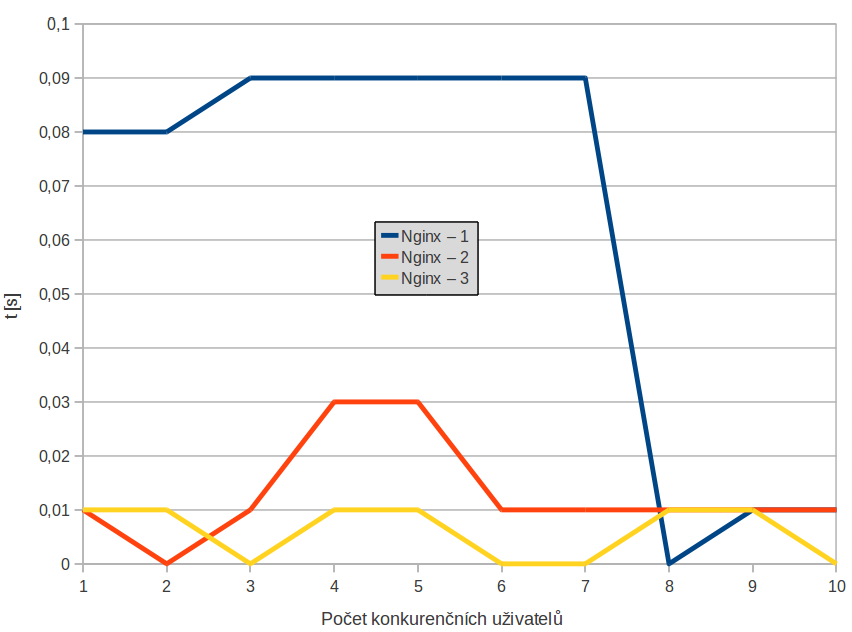 0,1
0,09
0,08
0,07
0,06
0,05
0,04
0,03
0,02
0,01
0
t [s]
Nginx – 1
Nginx – 2
Nginx – 3
1 2 3 4 5 6 7 8 9 10
Počet konkurenčních uživatelů